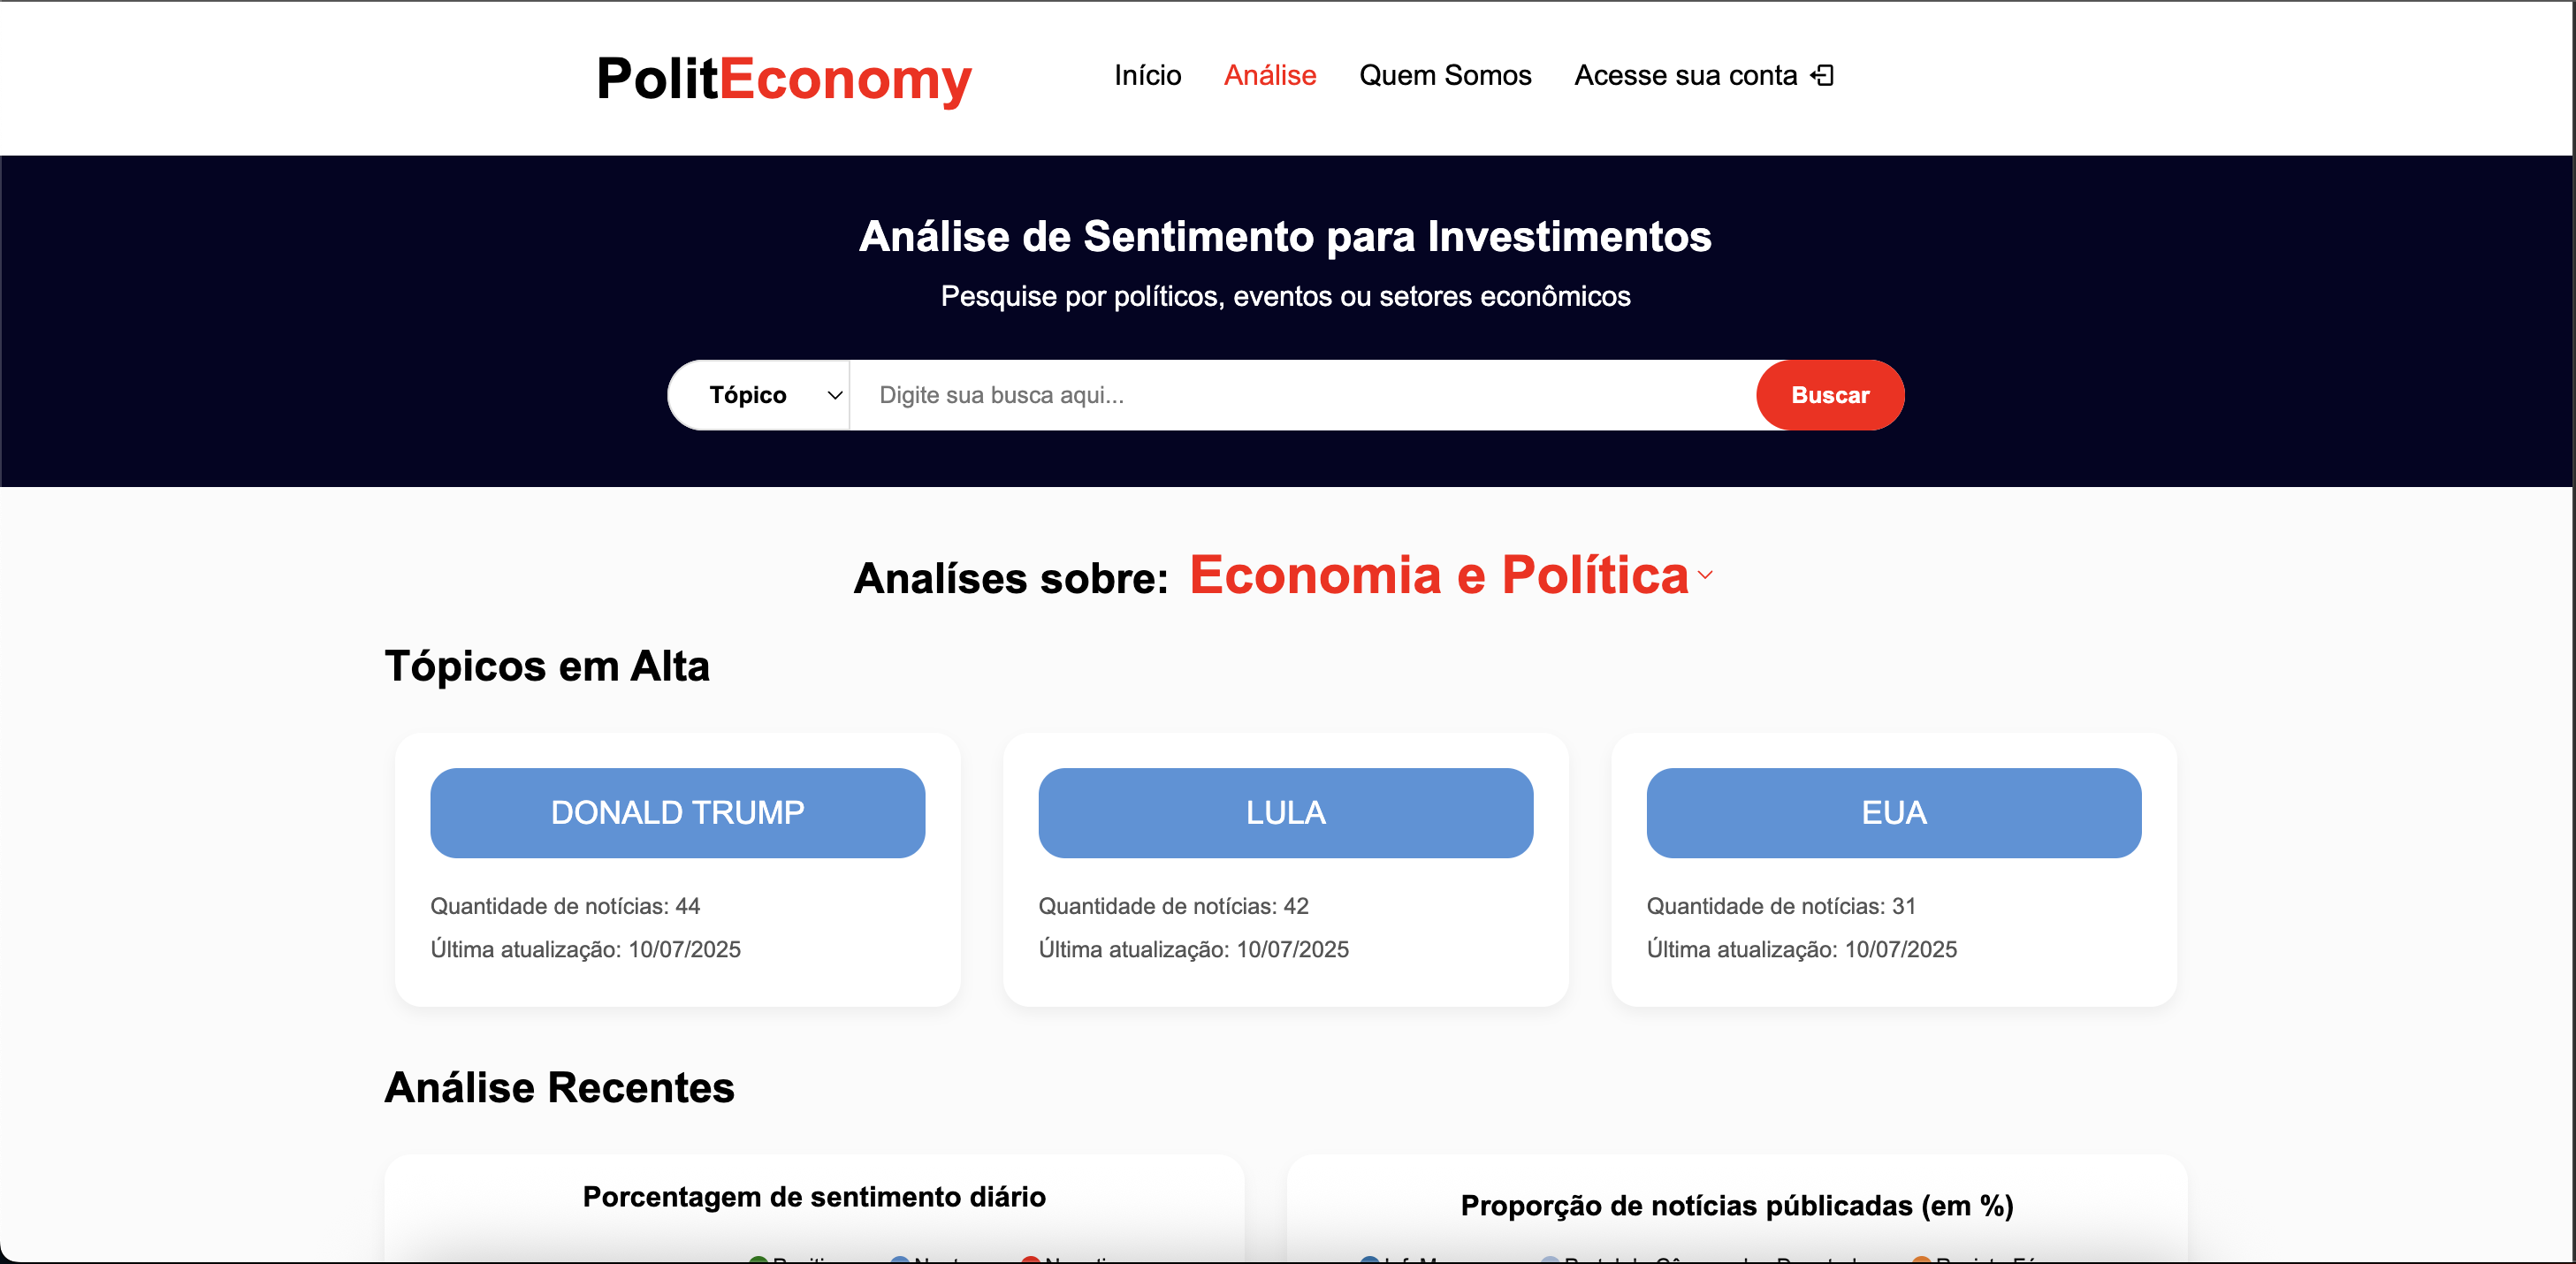 PolitEconomy
Início Análise Quem Somos Acesse sua conta
Análise de Sentimento para Investimentos
Pesquise por políticos, eventos ou setores econômicos
Tópico Digite sua busca aqui... Buscar
Analíses sobre: Economia e Política
Tópicos em Alta
DONALD TRUMP
Quantidade de notícias: 44
Última atualização: 10/07/2025
LULA
Quantidade de notícias: 42
Última atualização: 10/07/2025
EUA
Quantidade de notícias: 31
Última atualização: 10/07/2025
Análise Recentes
Porcentagem de sentimento diário
Proporção de notícias públicadas (em %)